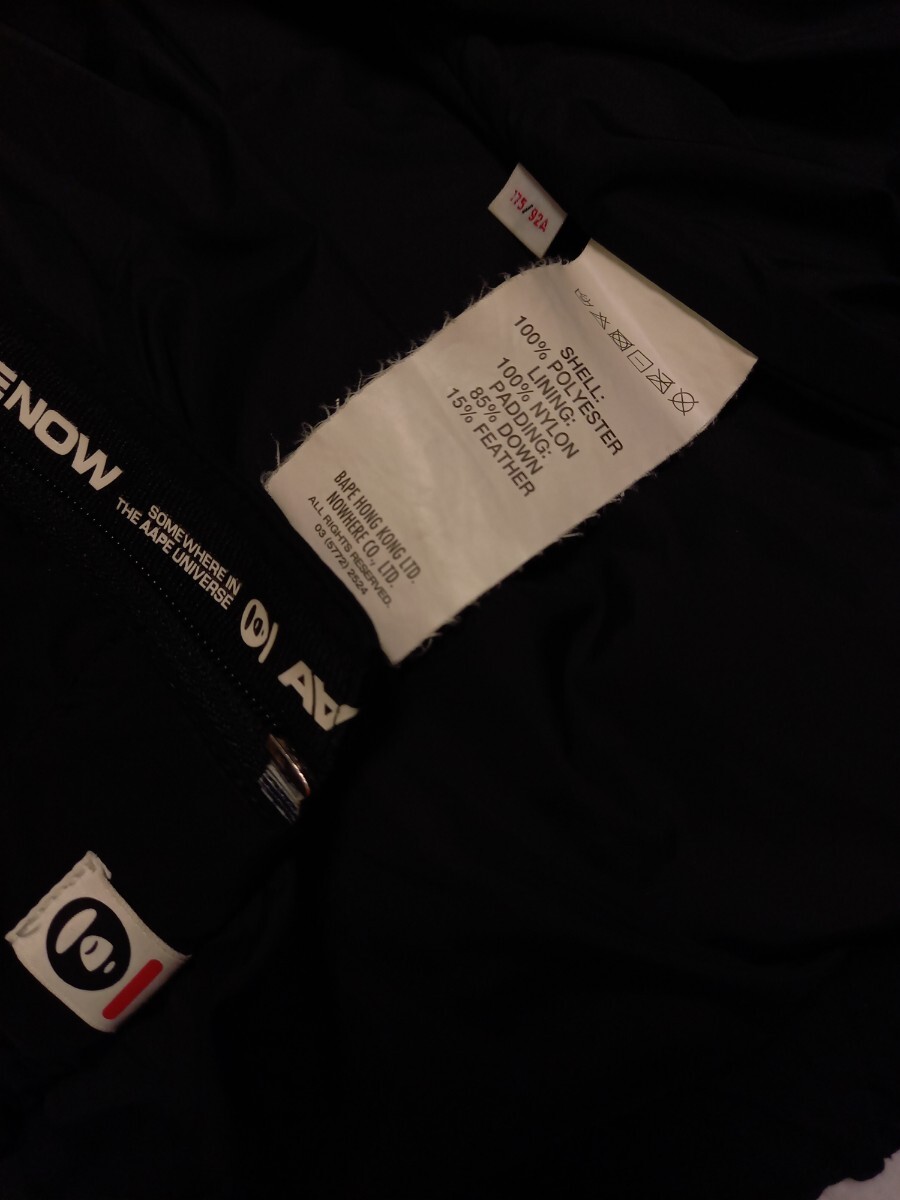 175/92A
SHELL:
100% POLYESTER
LINING:
100% NYLON
PADDING:
85% DOWN
15% FEATHER
BAPE HONG KONG LTD.
NOWHERE CO., LTD.
ALL RIGHTS RESERVED.
03 (5772) 2524
ENOW
SOMEWHERE IN
THE AAPE UNIVERSE
AA